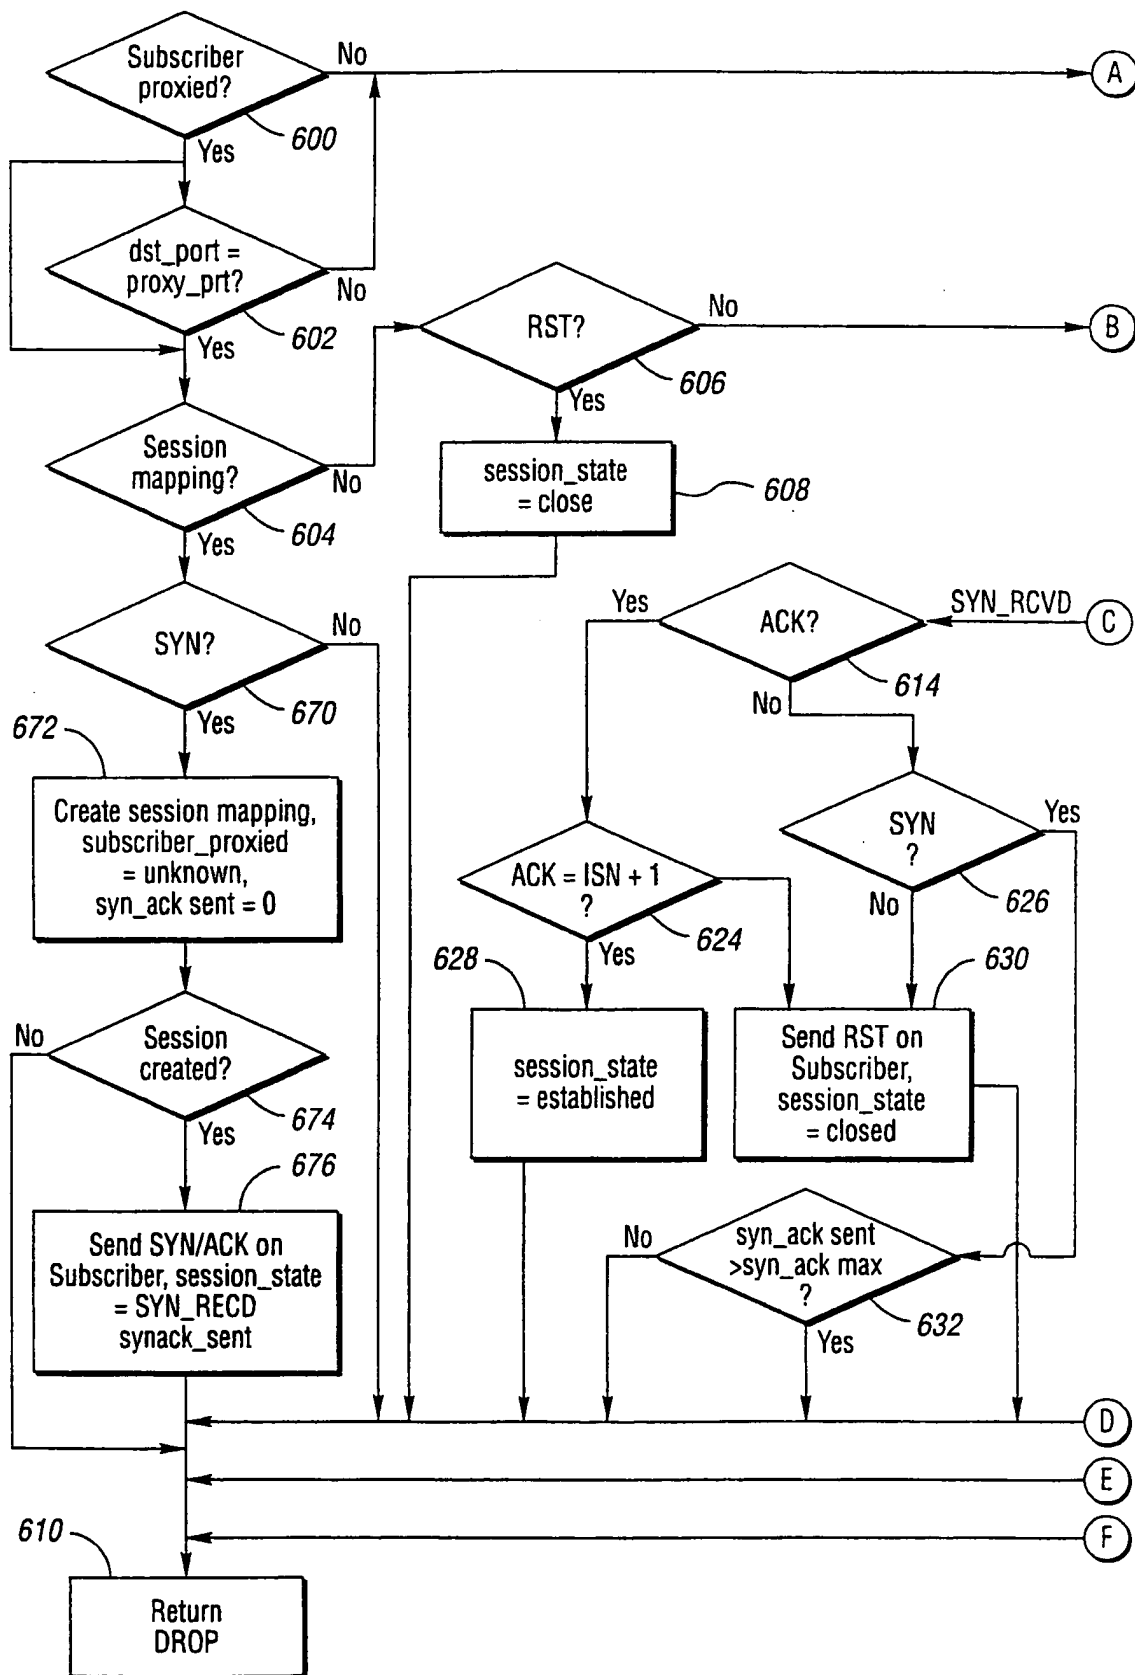 Subscriber
proxied?
No
A
600
Yes
dst_port =
proxy_prt?
No
602
Yes
RST?
No
B
606
Yes
Session
mapping?
No
604
Yes
session_state
= close
608
SYN?
No
670
Yes
Yes
ACK?
SYN_RCVD
C
614
No
672
Create session mapping,
subscriber_proxied
= unknown,
syn_ack sent = 0
SYN
?
Yes
No
626
ACK = ISN + 1
?
624
Yes
628
session_state
= established
630
Send RST on
Subscriber,
session_state
= closed
No
Session
created?
674
Yes
676
Send SYN/ACK on
Subscriber, session_state
= SYN_RECD
synack_sent
No
syn_ack sent
>syn_ack max
?
632
Yes
D
E
F
610
Return
DROP